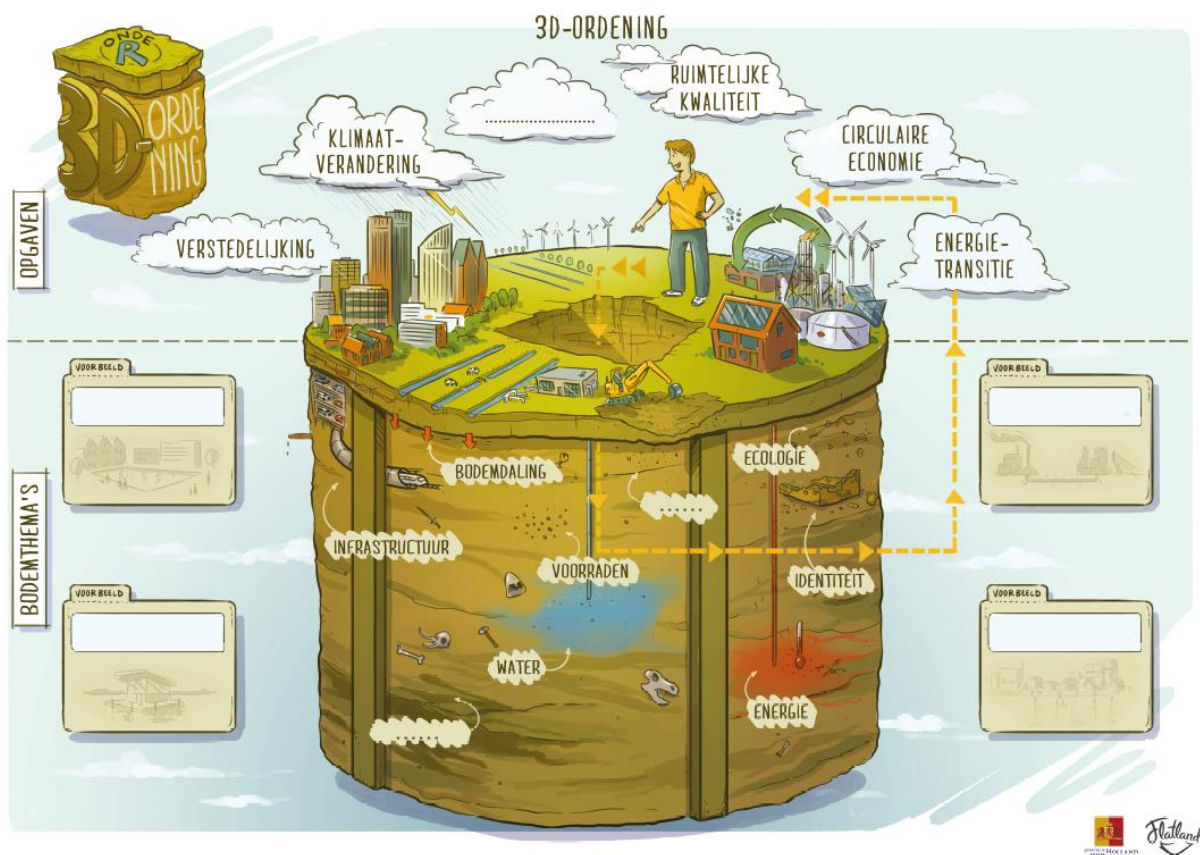 3D-ORDENING
ONDE
R
3D-
ORDE
NING
RUIMTELIJKE
KWALITEIT
.....................
KLIMAAT-
VERANDERING
CIRCULAIRE
ECONOMIE
VERSTEDELIJKING
ENERGIE-
TRANSITIE
OPGAVEN
BODEMTHEMA'S
VOORBEELD
VOORBEELD
VOORBEELD
VOORBEELD
BODEMDALING
ECOLOGIE
......
INFRASTRUCTUUR
VOORRADEN
IDENTITEIT
WATER
ENERGIE
......
HOLLAND
Flatland